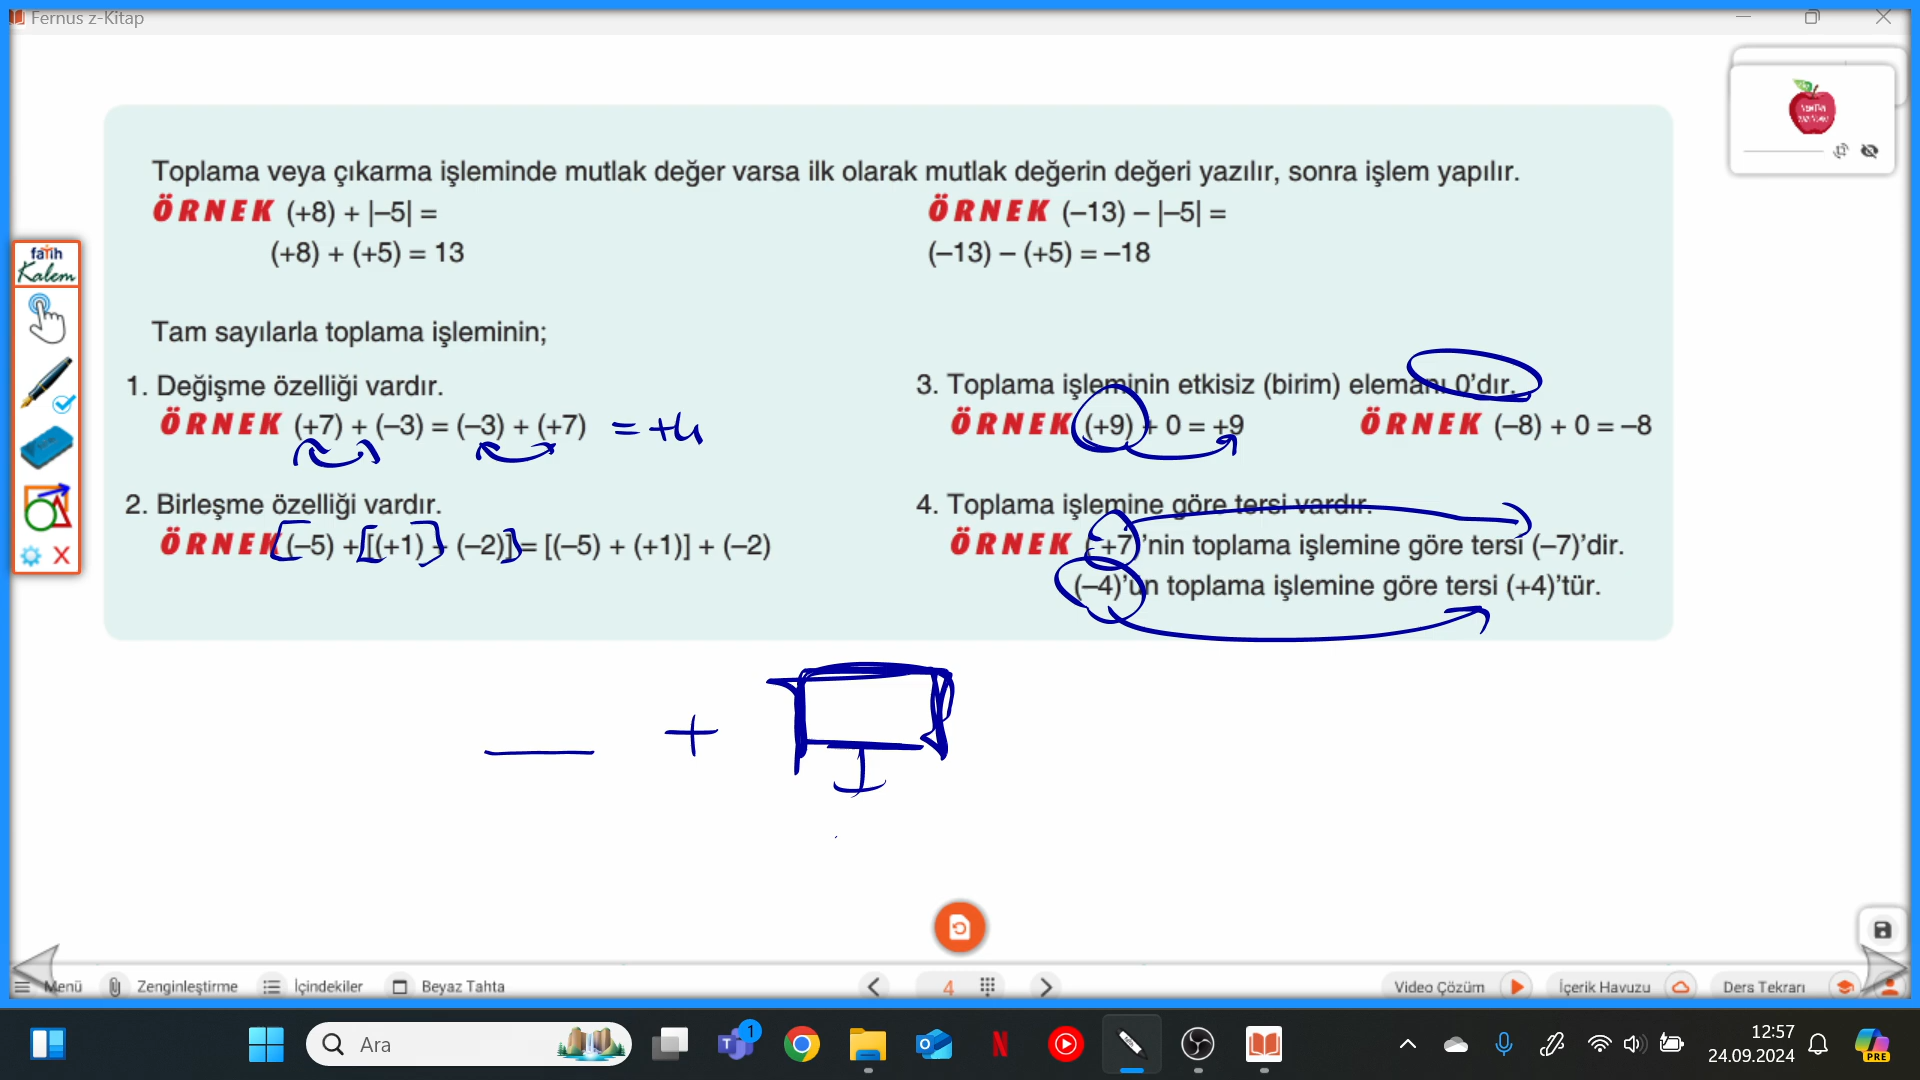 Fernus z-Kitap
Toplama veya çıkarma işleminde mutlak değer varsa ilk olarak mutlak değerin değeri yazılır, sonra işlem yapılır.
ÖRNEK (+8) + |–5| =
(+8) + (+5) = 13
ÖRNEK (–13) – |–5| =
(–13) – (+5) = –18
Tam sayılarla toplama işleminin;
1. Değişme özelliği vardır.
ÖRNEK (+7) + (–3) = (–3) + (+7) = +4
2. Birleşme özelliği vardır.
ÖRNEK (–5) + [(+1) + (–2)] = [(–5) + (+1)] + (–2)
3. Toplama işleminin etkisiz (birim) elemanı 0'dır.
ÖRNEK (+9) + 0 = +9 ÖRNEK (–8) + 0 = –8
4. Toplama işlemine göre tersi vardır.
ÖRNEK (+7)'nin toplama işlemine göre tersi (–7)'dir.
(–4)'ün toplama işlemine göre tersi (+4)'tür.
+
fatih
Kalem
Menü Zenginleştirme İçindekiler Beyaz Tahta 4 Video Çözüm İçerik Havuzu Ders Tekrarı
Ara 1 12:57
24.09.2024
PRE